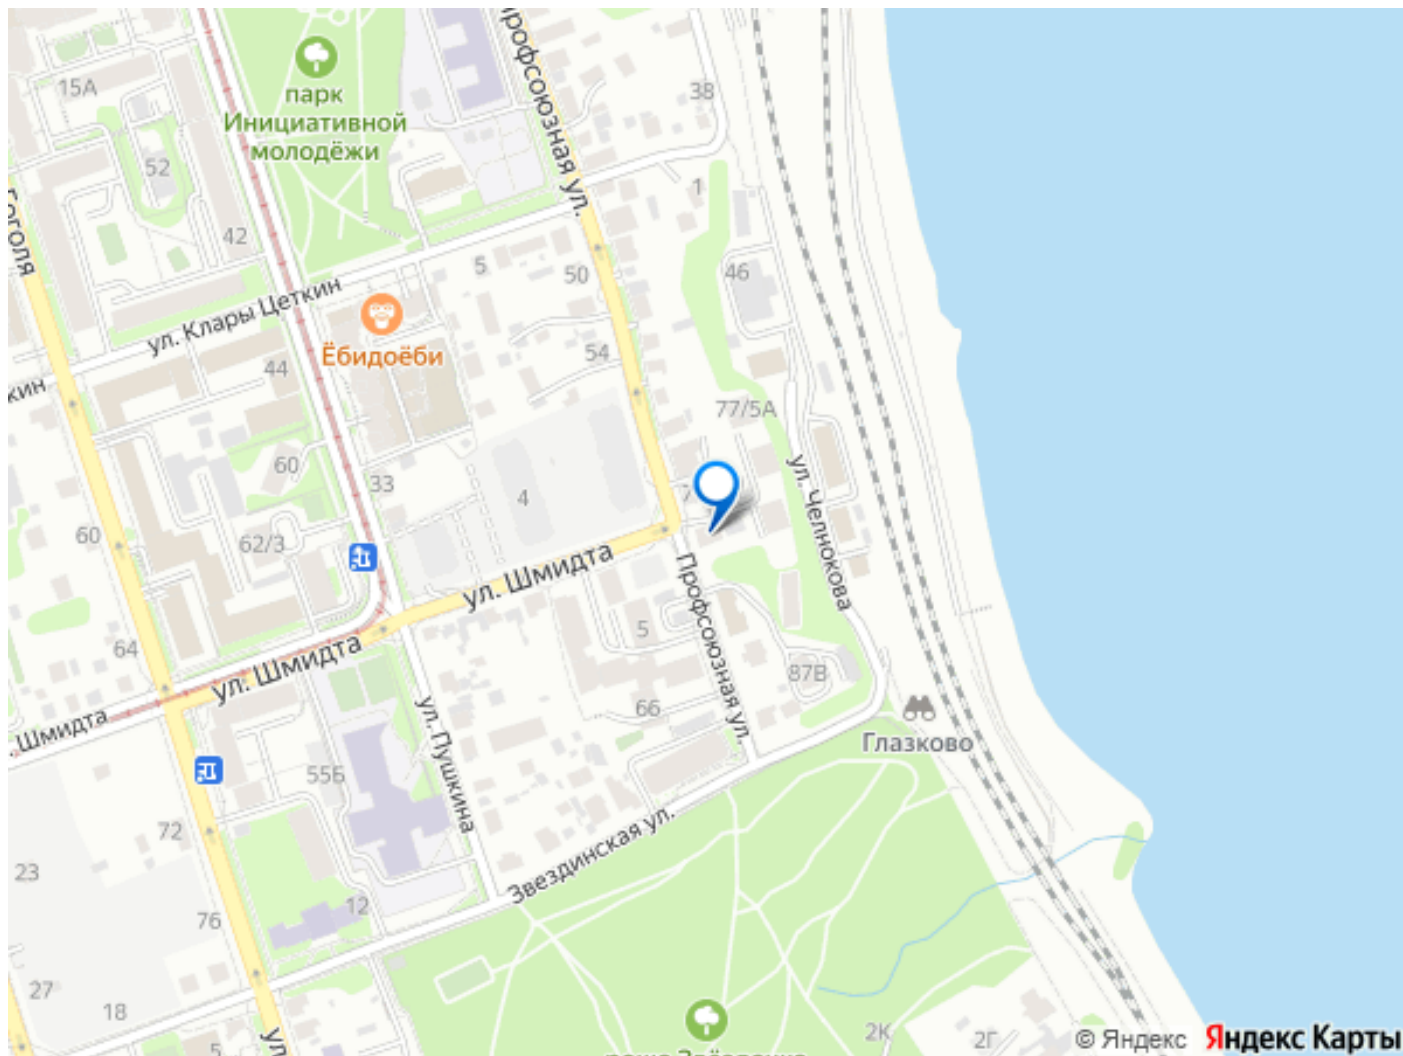 15А
парк
Инициативной
молодёжи
Профсоюзная ул.
38
52
1
Гоголя
42
5
50
46
ул. Клары Цеткин
Ёбидоёби
54
44
кин
77/5А
60
33
4
7
ул. Челнокова
60
62/3
ул. Шмидта
Профсоюзная ул.
5
64
ул. Шмидта
87В
66
. Шмидта
ул. Пушкина
Глазково
55Б
72
23
Звездинская ул.
12
76
27
18
2К
2Г
5
ул
© Яндекс Яндекс Карты